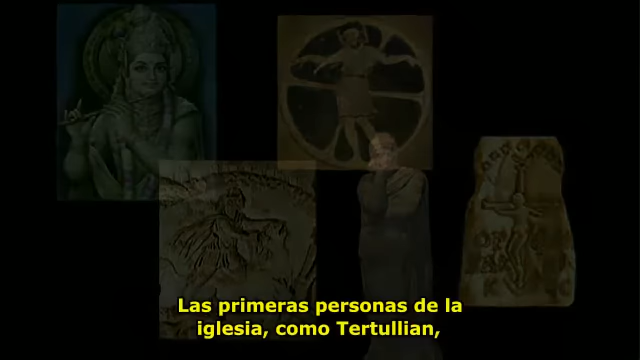 Las primeras personas de la
iglesia, como Tertullian,